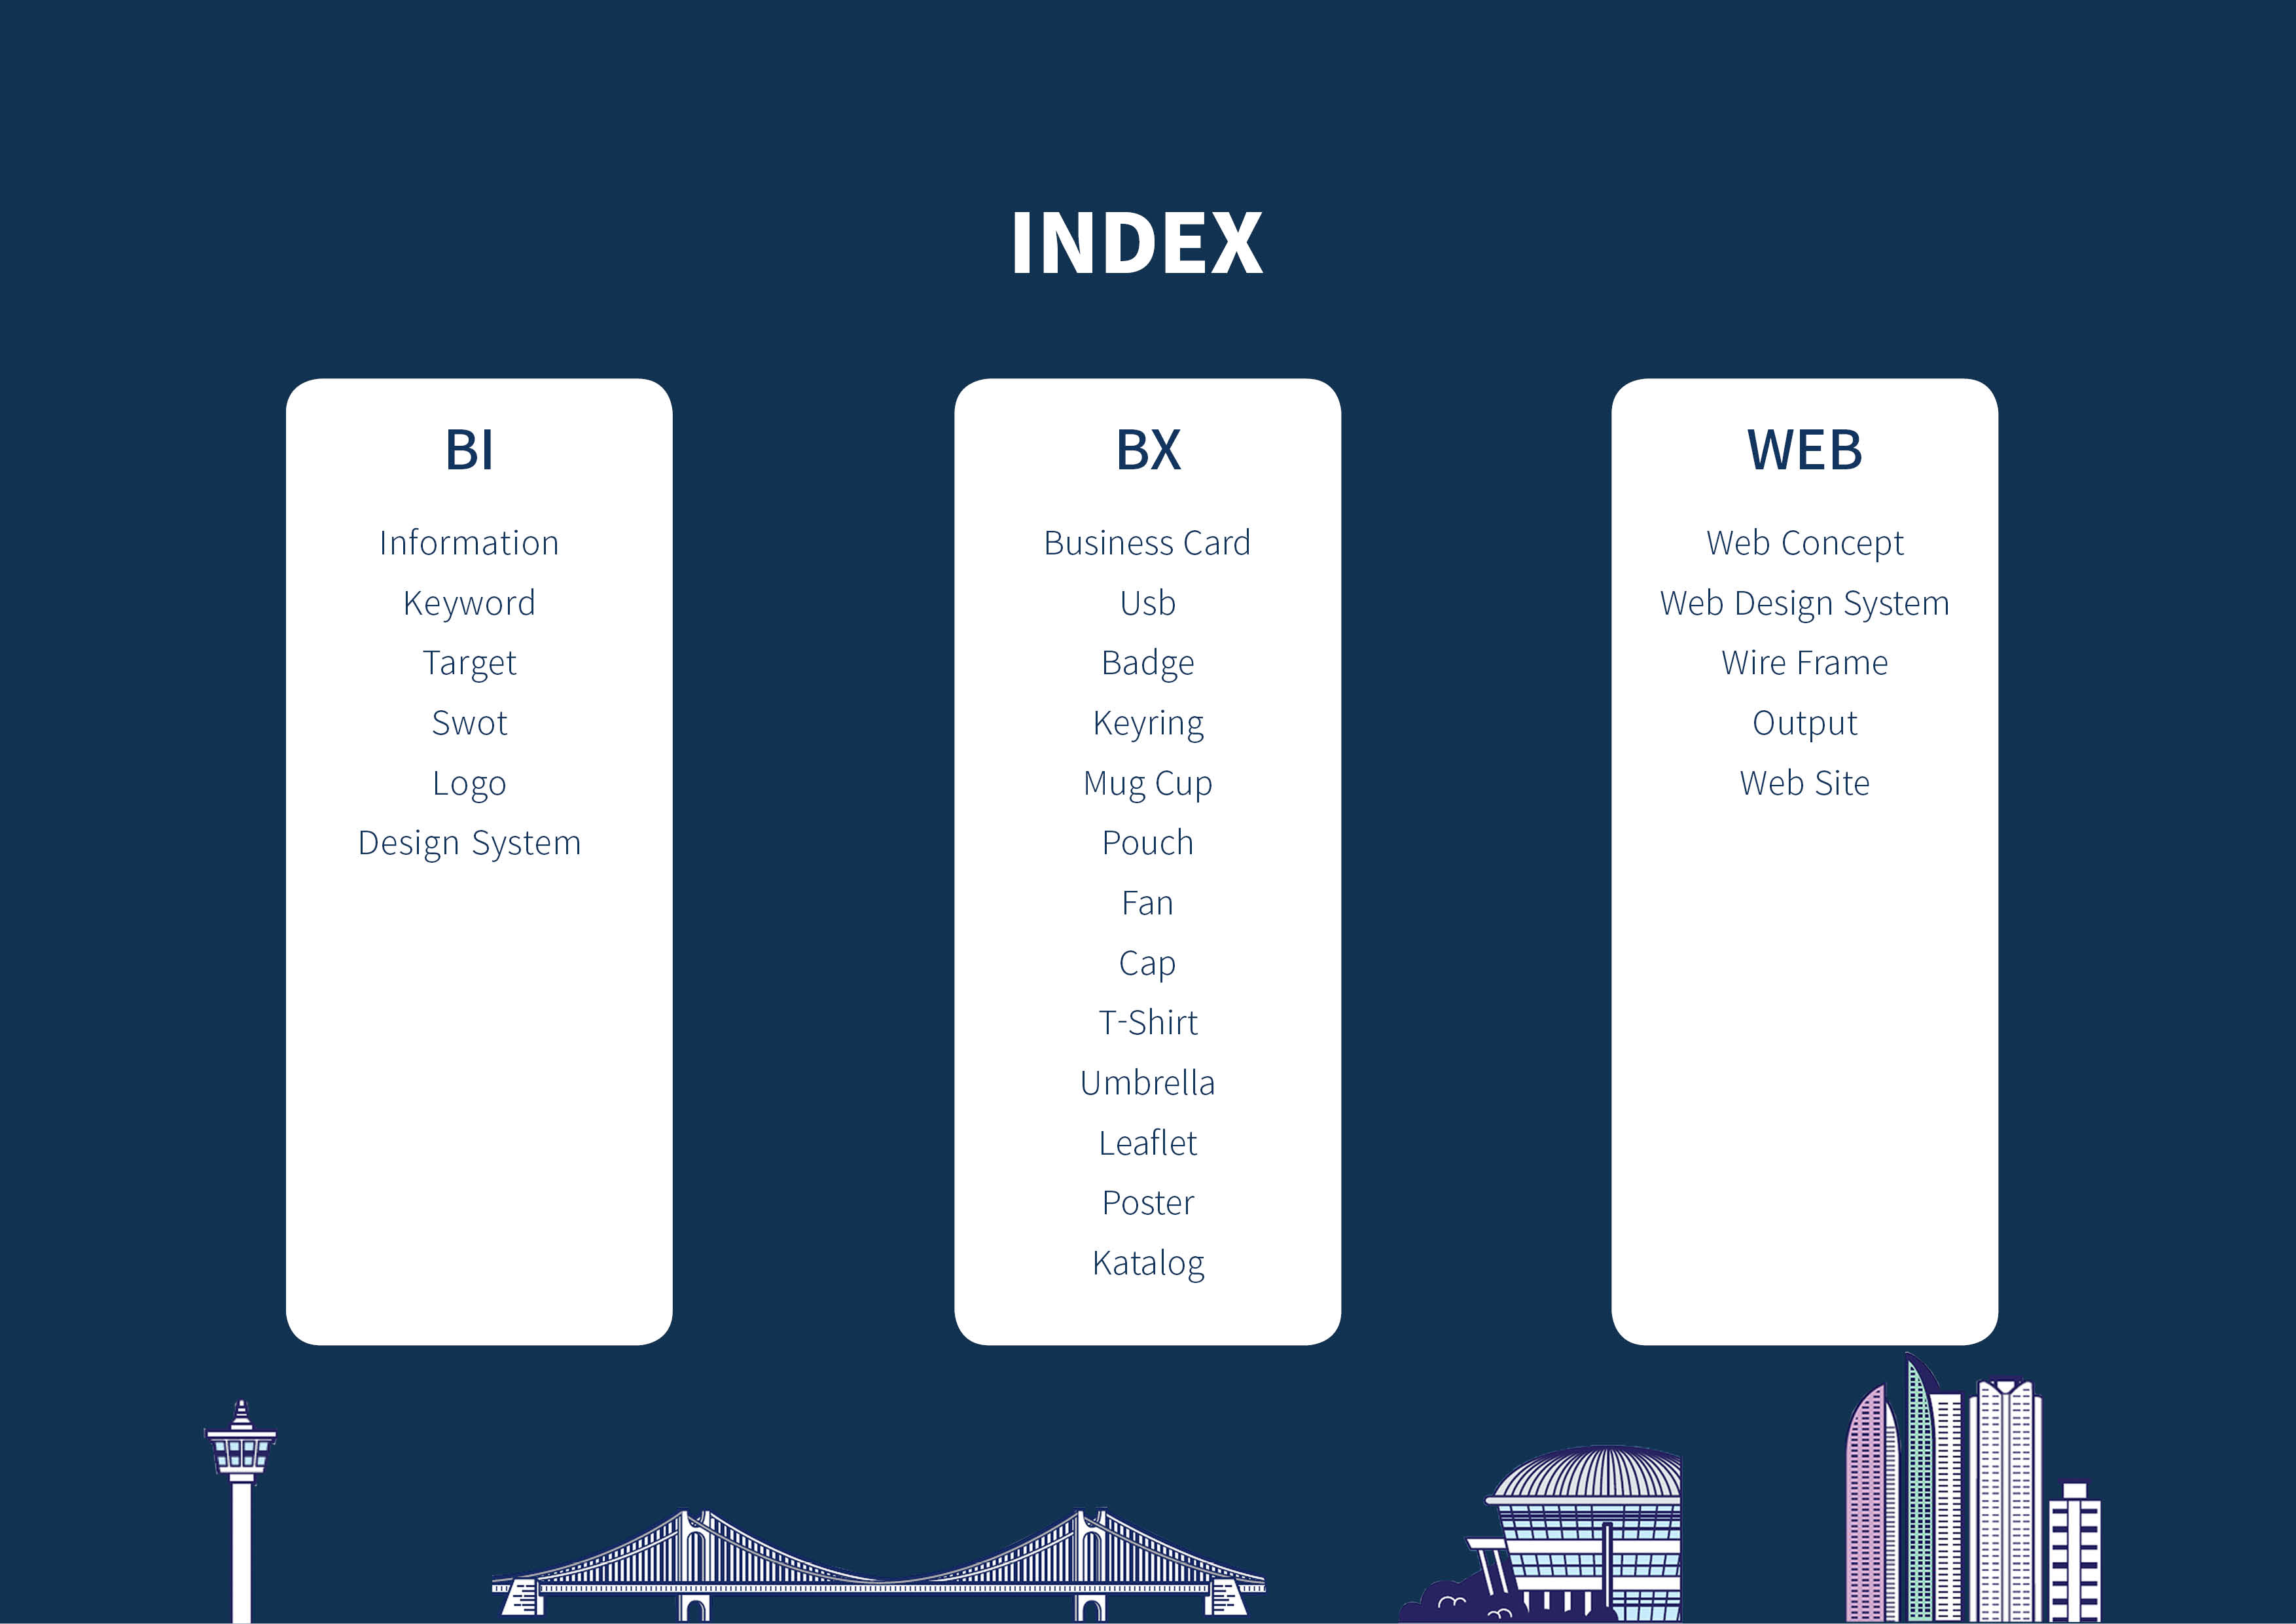 INDEX
BI
Information
Keyword
Target
Swot
Logo
Design System
BX
Business Card
Usb
Badge
Keyring
Mug Cup
Pouch
Fan
Cap
T-Shirt
Umbrella
Leaflet
Poster
Katalog
WEB
Web Concept
Web Design System
Wire Frame
Output
Web Site